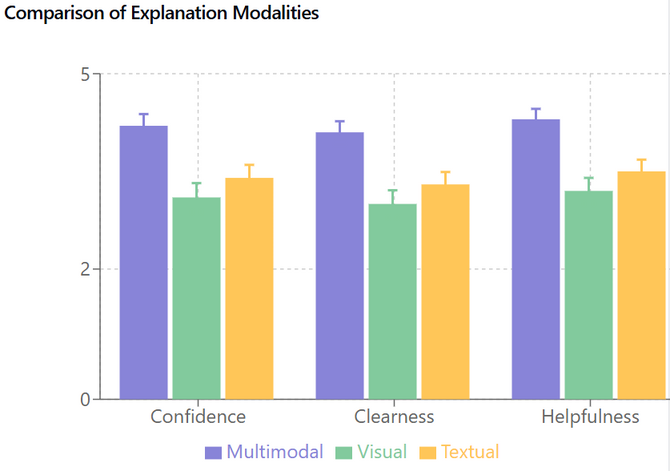 Comparison of Explanation Modalities
5
2
0
Confidence Clearness Helpfulness
Multimodal Visual Textual